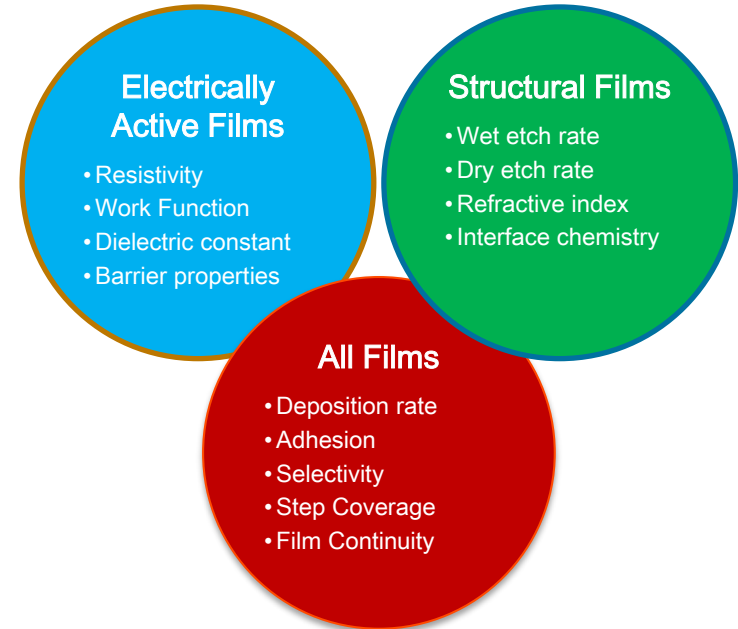 Electrically
Active Films
• Resistivity
• Work Function
• Dielectric constant
• Barrier properties
Structural Films
• Wet etch rate
• Dry etch rate
• Refractive index
• Interface chemistry
All Films
• Deposition rate
• Adhesion
• Selectivity
• Step Coverage
• Film Continuity